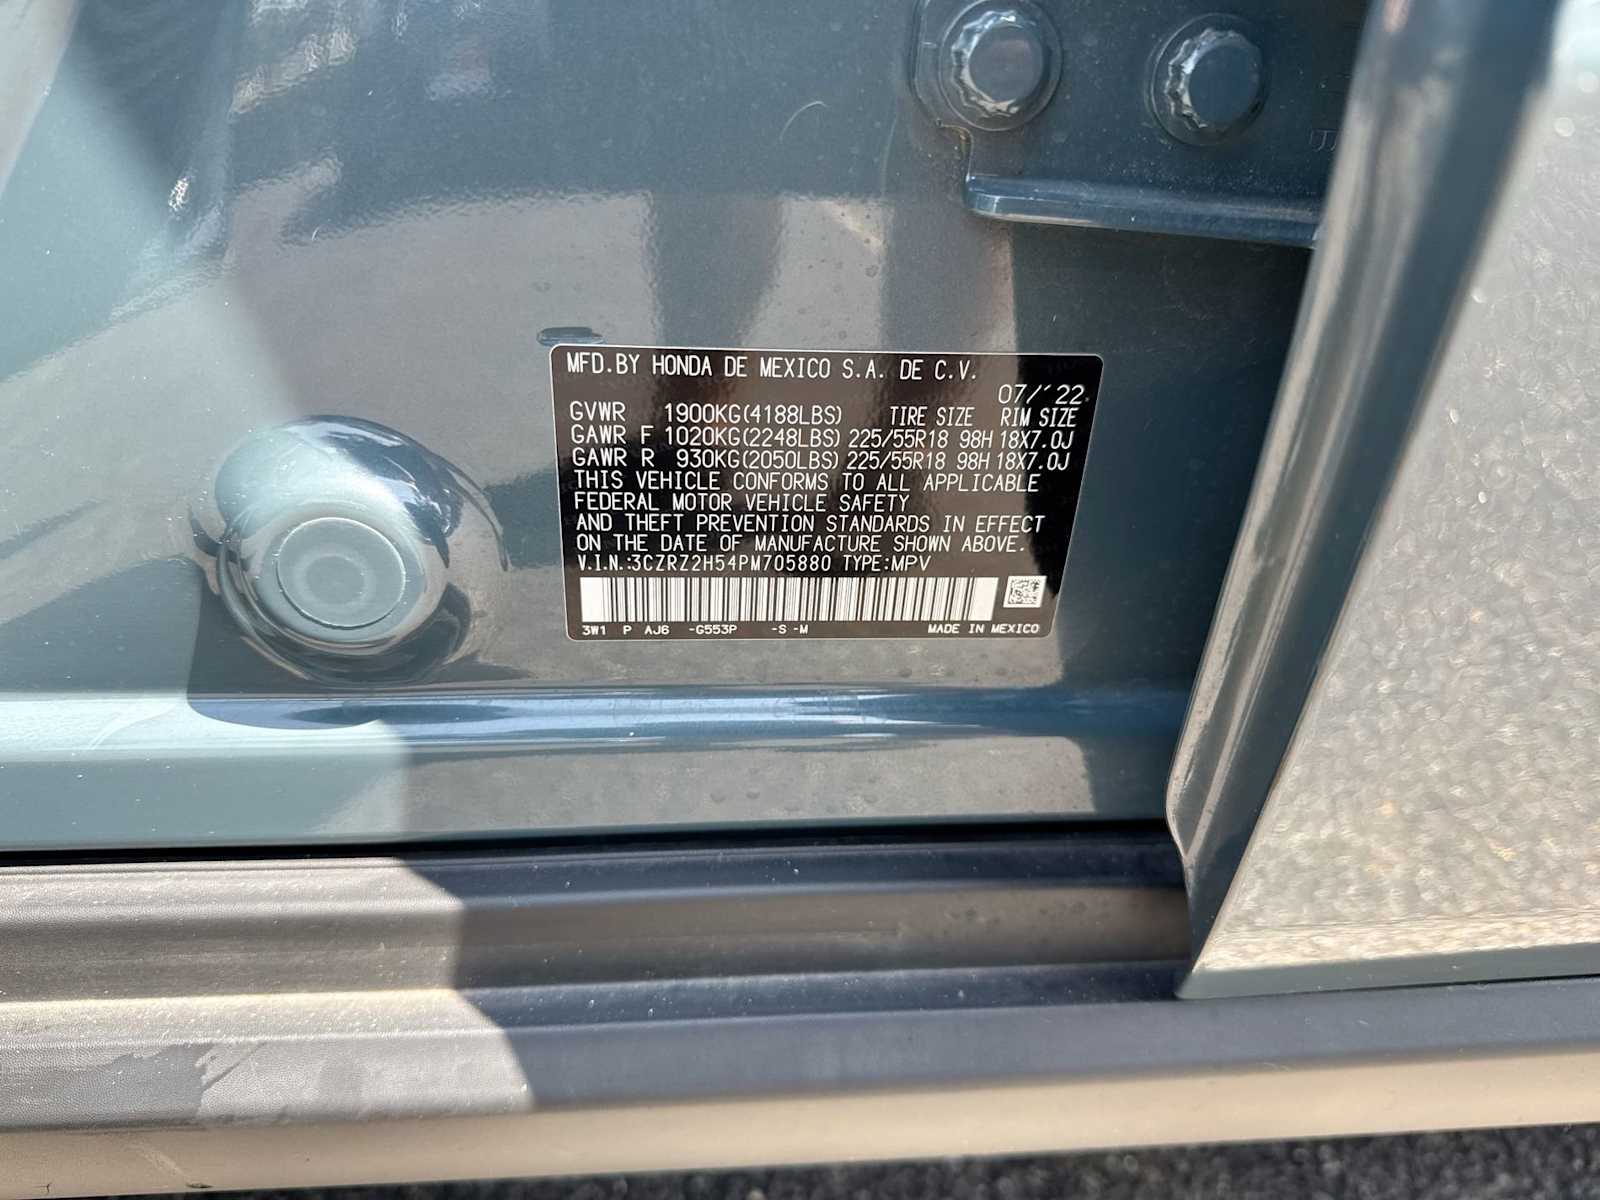 MFD.BY HONDA DE MEXICO S.A. DE C.V.
07/'22
GVWR 1900KG(4188LBS) TIRE SIZE RIM SIZE
GAWR F 1020KG(2248LBS) 225/55R18 98H 18X7.0J
GAWR R 930KG(2050LBS) 225/55R18 98H 18X7.0J
THIS VEHICLE CONFORMS TO ALL APPLICABLE
FEDERAL MOTOR VEHICLE SAFETY
AND THEFT PREVENTION STANDARDS IN EFFECT
ON THE DATE OF MANUFACTURE SHOWN ABOVE.
V.I.N.:3CZRZ2H54PM705880 TYPE:MPV
3W1 P AJ6 -G553P -S -M MADE IN MEXICO